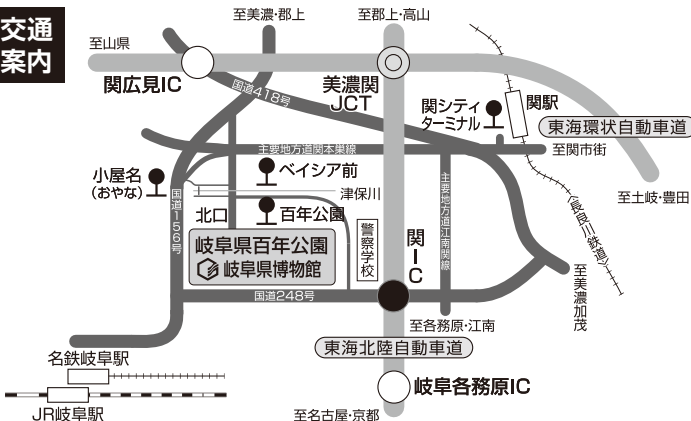 交通
案内
至美濃・郡上
至郡上・高山
至山県
関広見IC
国道418号
美濃関
JCT
関シティ
ターミナル
関駅
東海環状自動車道
主要地方道関本巣線
至関市街
小屋名
(おやな)
ベイシア前
津保川
北口
百年公園
国道156号
岐阜県百年公園
岐阜県博物館
警察学校
関IC
主要地方道江南関線
至土岐・豊田
〈長良川鉄道〉
至美濃加茂
国道248号
至各務原・江南
東海北陸自動車道
名鉄岐阜駅
JR岐阜駅
岐阜各務原IC
至名古屋・京都